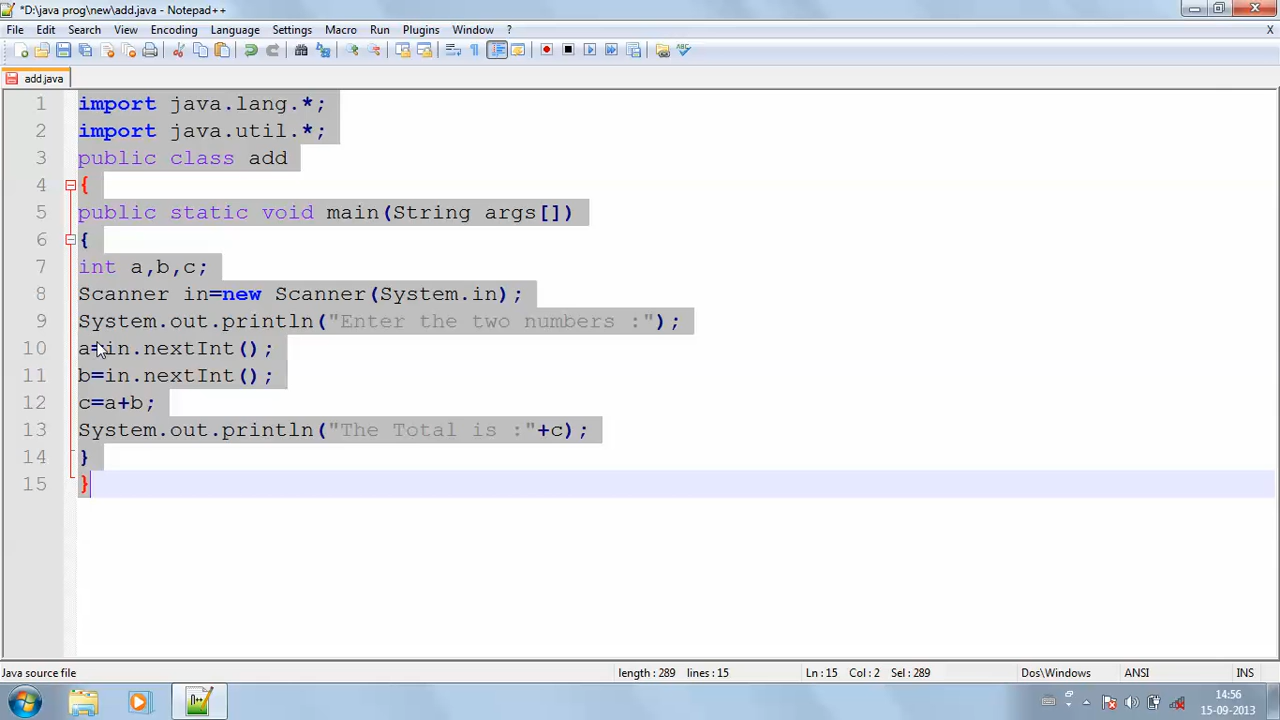 *D:\java prog\new\add.java - Notepad++
File Edit Search View Encoding Language Settings Macro Run Plugins Window ? X
add.java
1 import java.lang.*;
2 import java.util.*;
3 public class add
4 {
5 public static void main(String args[])
6 {
7 int a,b,c;
8 Scanner in=new Scanner(System.in);
9 System.out.println("Enter the two numbers :");
10 a=in.nextInt();
11 b=in.nextInt();
12 c=a+b;
13 System.out.println("The Total is :"+c);
14 }
15 }
Java source file length : 289 lines : 15 Ln : 15 Col : 2 Sel : 289 Dos\Windows ANSI INS
14:56
15-09-2013